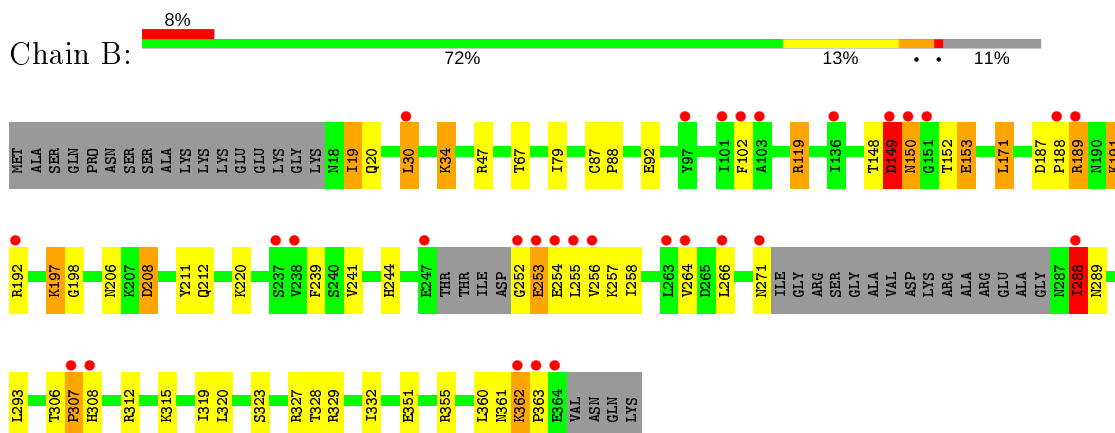 8%
Chain B:
72% 13% • • 11%
MET ALA SER GLN PRO ASN SER SER ALA LYS LYS LYS GLU GLU LYS GLY LYS N18 I19 Q20 L30 K34 R47 T67 I79 C87 P88 E92 Y97 I101 F102 A103 R119 I136 T148 D149 N150 G151 T152 E153 L171 D187 P188 R189 N190 K191
R192 K197 G198 N206 K207 D208 Y211 Q212 K220 S237 V238 F239 S240 V241 H244 E247 THR THR ILE ASP G252 E253 E254 L255 V256 K257 I258 L263 V264 D265 L266 N271 ILE GLY ARG SER GLY ALA VAL ASP LYS ARG ALA ARG GLU ALA GLY N287 I288 N289
L293 T306 P307 H308 R312 K315 I319 L320 S323 R327 T328 R329 I332 E351 R355 L360 N361 K362 P363 E364 VAL ASN GLN LYS